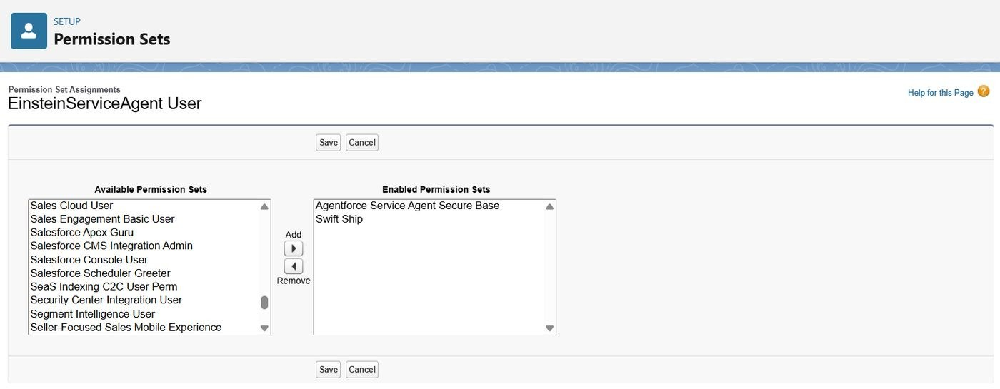 SETUP
Permission Sets
Permission Set Assignments
EinsteinServiceAgent User
Help for this Page ?
Save Cancel
Available Permission Sets
Sales Cloud User
Sales Engagement Basic User
Salesforce Apex Guru
Salesforce CMS Integration Admin
Salesforce Console User
Salesforce Scheduler Greeter
SeaS Indexing C2C User Perm
Security Center Integration User
Segment Intelligence User
Seller-Focused Sales Mobile Experience
Add
Remove
Enabled Permission Sets
Agentforce Service Agent Secure Base
Swift Ship
Save Cancel